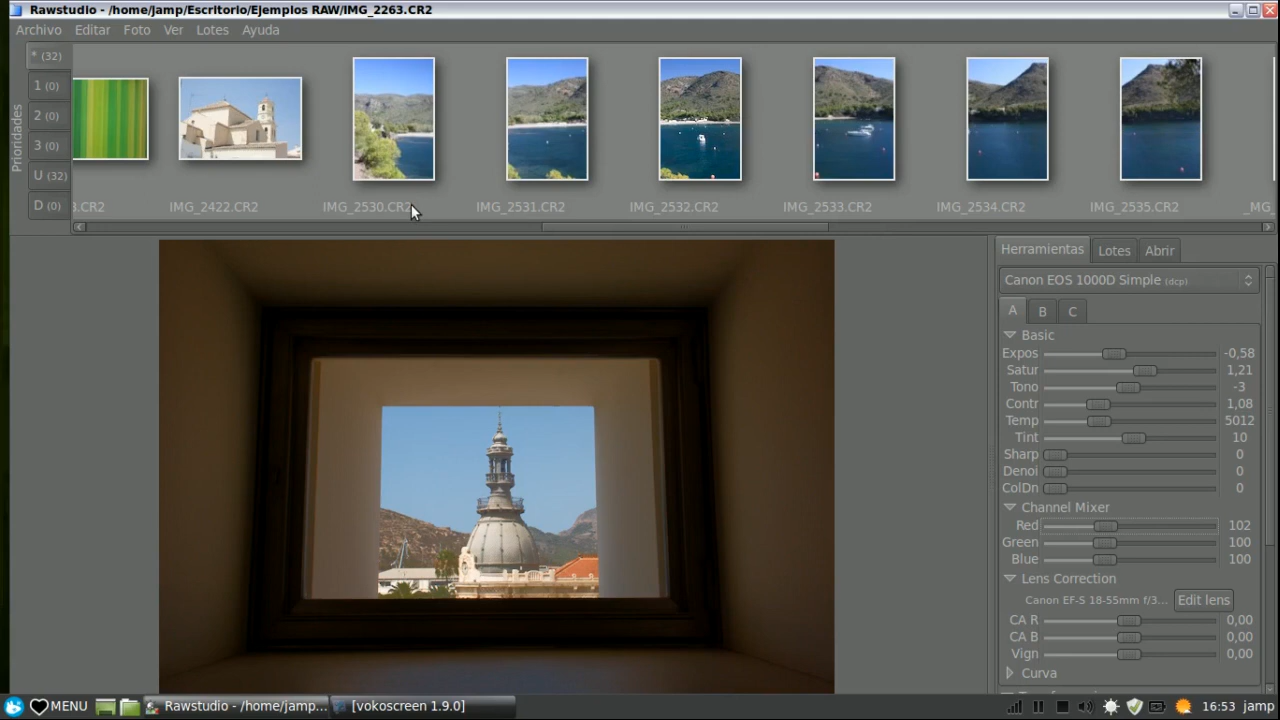 Rawstudio - /home/jamp/Escritorio/Ejemplos RAW/IMG_2263.CR2
Archivo Editar Foto Ver Lotes Ayuda
Prioridades
* (32)
1 (0)
2 (0)
3 (0)
U (32)
D (0)
3.CR2 IMG_2422.CR2 IMG_2530.CR2 IMG_2531.CR2 IMG_2532.CR2 IMG_2533.CR2 IMG_2534.CR2 IMG_2535.CR2 _MG_
Herramientas Lotes Abrir
Canon EOS 1000D Simple (dcp)
A B C
Basic
Expos -0,58
Satur 1,21
Tono -3
Contr 1,08
Temp 5012
Tint 10
Sharp 0
Denoi 0
ColDn 0
Channel Mixer
Red 102
Green 100
Blue 100
Lens Correction
Canon EF-S 18-55mm f/3... Edit lens
CA R 0,00
CA B 0,00
Vign 0,00
Curva
MENU Rawstudio - /home/jamp... [vokoscreen 1.9.0] 16:53 jamp